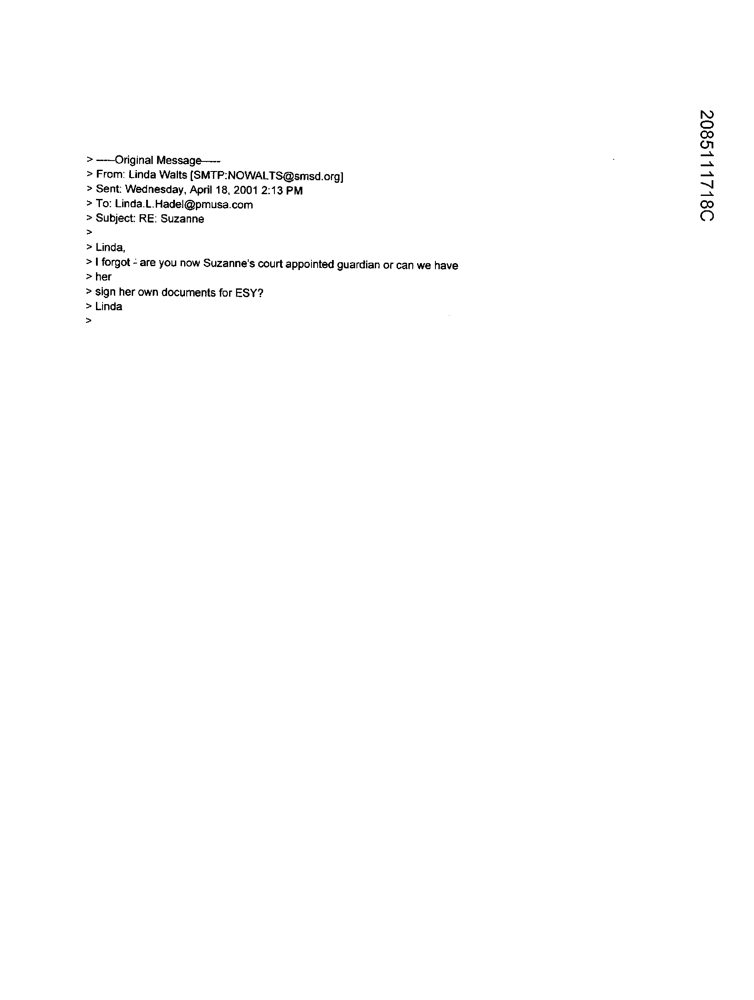 > -----Original Message-----
> From: Linda Walts [SMTP:NOWALTS@smsd.org]
> Sent: Wednesday, April 18, 2001 2:13 PM
> To: Linda.L.Hadel@pmusa.com
> Subject: RE: Suzanne
>
> Linda,
> I forgot - are you now Suzanne's court appointed guardian or can we have
> her
> sign her own documents for ESY?
> Linda
>
2085111718C